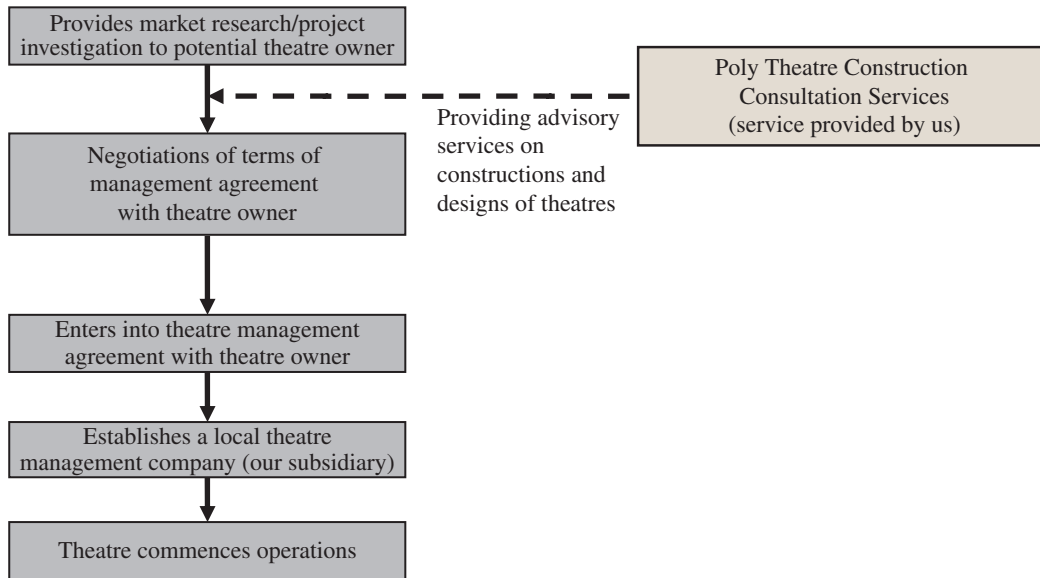 Provides market research/project
investigation to potential theatre owner
Poly Theatre Construction
Consultation Services
(service provided by us)
Providing advisory
services on
constructions and
designs of theatres
Negotiations of terms of
management agreement
with theatre owner
Enters into theatre management
agreement with theatre owner
Establishes a local theatre
management company (our subsidiary)
Theatre commences operations